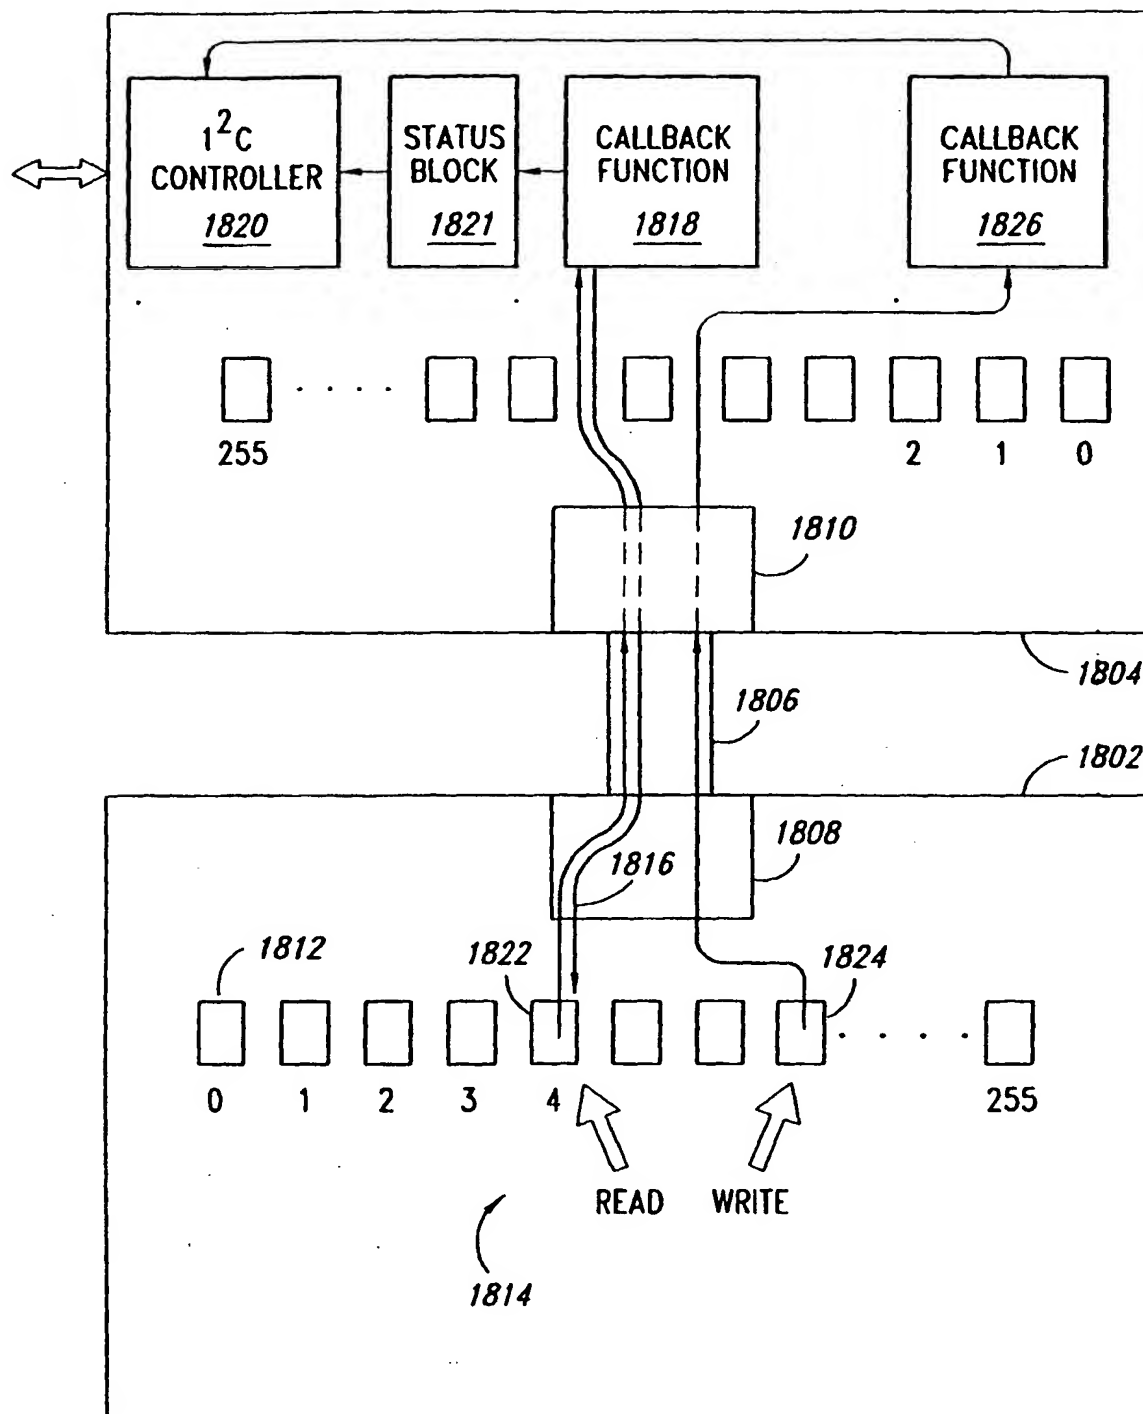 I²C CONTROLLER 1820
STATUS BLOCK 1821
CALLBACK FUNCTION 1818
CALLBACK FUNCTION 1826
255 2 1 0
1810
1804
1806
1802
1808
1816
1812 1822 1824
0 1 2 3 4 255
READ WRITE
1814